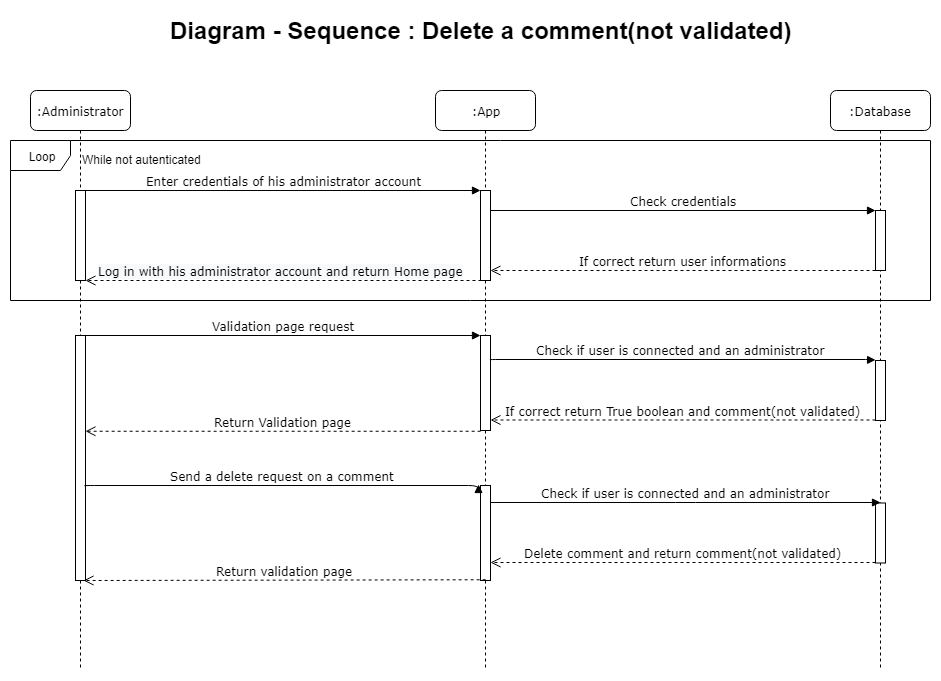 Diagram - Sequence : Delete a comment(not validated)
:Administrator
:App
:Database
Loop
While not autenticated
Enter credentials of his administrator account
Check credentials
If correct return user informations
Log in with his administrator account and return Home page
Validation page request
Check if user is connected and an administrator
If correct return True boolean and comment(not validated)
Return Validation page
Send a delete request on a comment
Check if user is connected and an administrator
Delete comment and return comment(not validated)
Return validation page